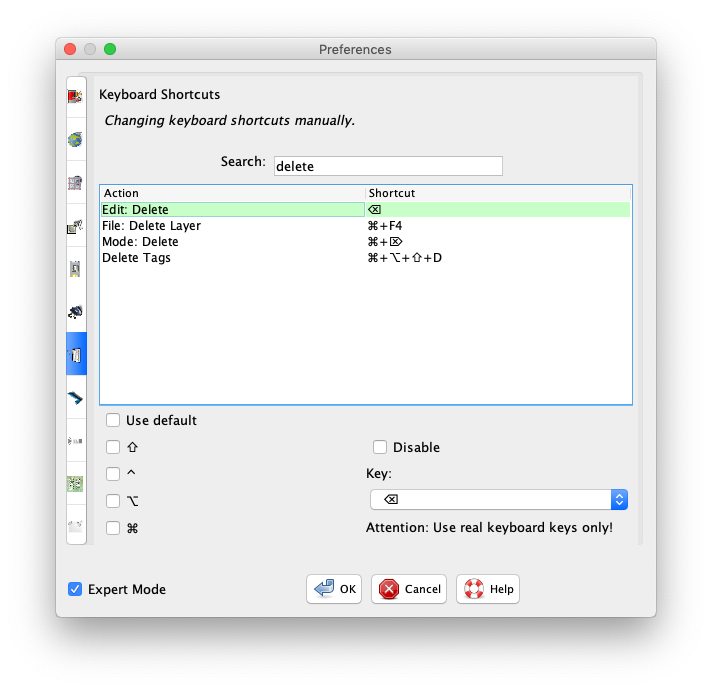 Preferences
Keyboard Shortcuts
Changing keyboard shortcuts manually.
Search: delete
Action Shortcut
Edit: Delete ⌫
File: Delete Layer ⌘+F4
Mode: Delete ⌘+⌦
Delete Tags ⌘+⌥+⇧+D
Use default
⇧ Disable
^ Key:
⌥ ⌫
⌘ Attention: Use real keyboard keys only!
Expert Mode OK Cancel Help